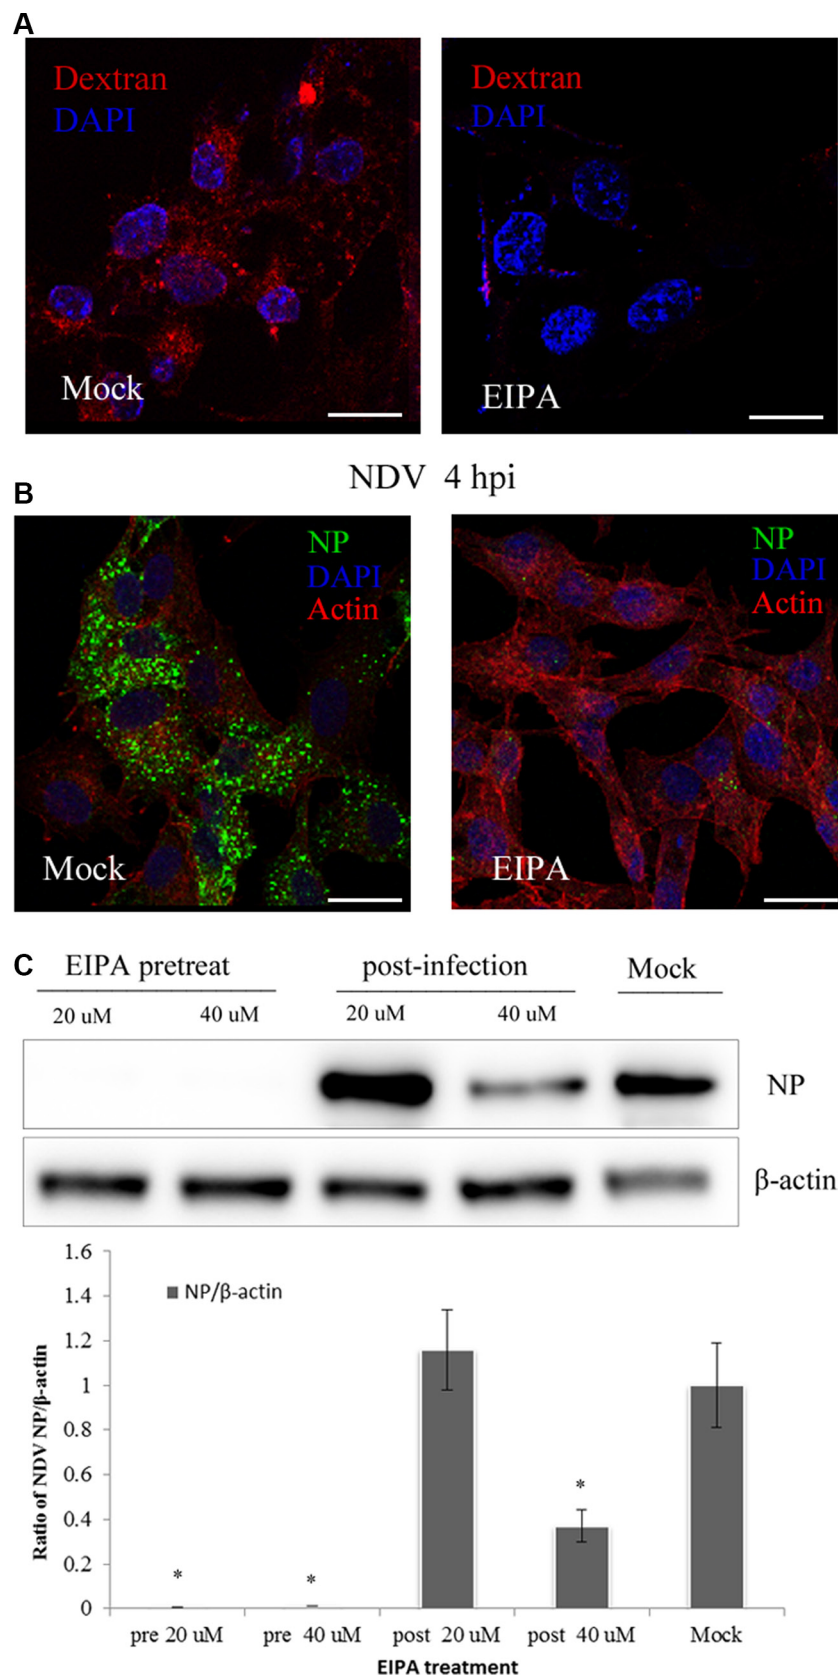 A
Dextran
DAPI
Mock
Dextran
DAPI
EIPA
NDV 4 hpi
B
NP
DAPI
Actin
Mock
NP
DAPI
Actin
EIPA
C
EIPA pretreat post-infection Mock
20 uM 40 uM 20 uM 40 uM
NP
β-actin
1.6
1.4
1.2
1
0.8
0.6
0.4
0.2
0
Ratio of NDV NP/β-actin
NP/β-actin
*
*
*
pre 20 uM pre 40 uM post 20 uM post 40 uM Mock
EIPA treatment